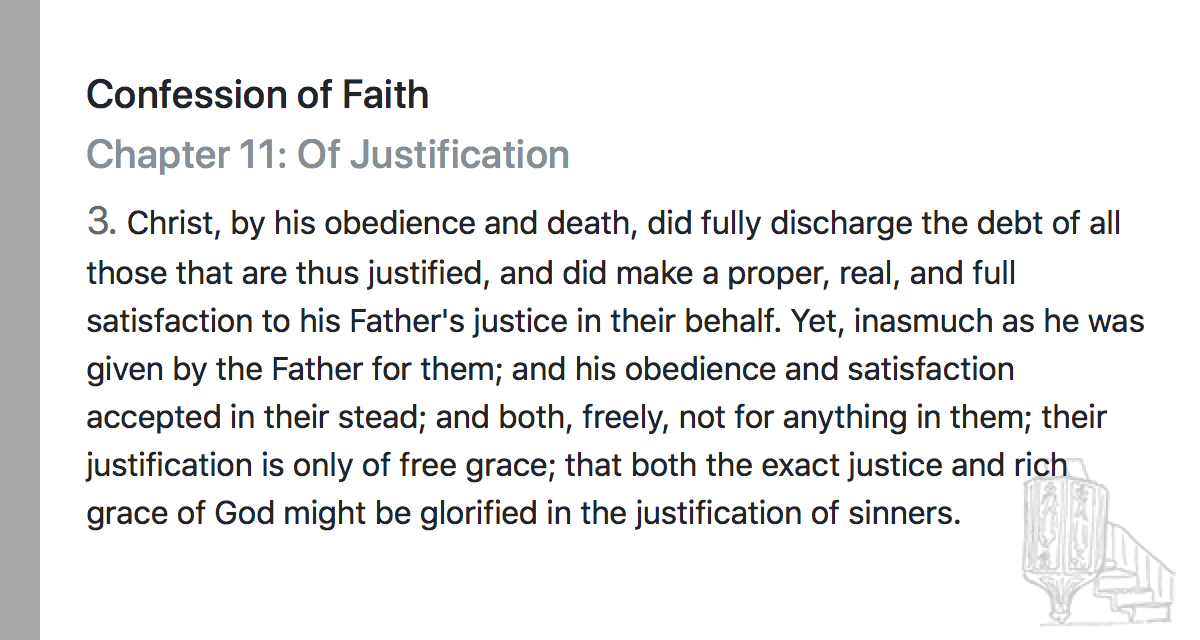 Confession of Faith
Chapter 11: Of Justification
3. Christ, by his obedience and death, did fully discharge the debt of all
those that are thus justified, and did make a proper, real, and full
satisfaction to his Father's justice in their behalf. Yet, inasmuch as he was
given by the Father for them; and his obedience and satisfaction
accepted in their stead; and both, freely, not for anything in them; their
justification is only of free grace; that both the exact justice and rich
grace of God might be glorified in the justification of sinners.